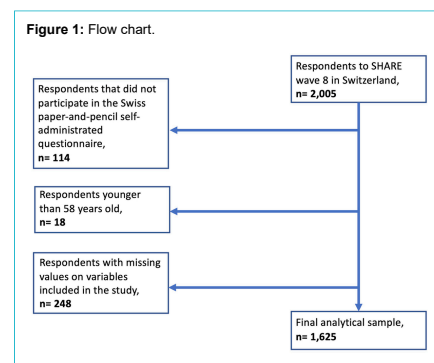 Figure 1: Flow chart.
Respondents to SHARE
wave 8 in Switzerland,
n= 2,005
Respondents that did not
participate in the Swiss
paper-and-pencil self-
administrated
questionnaire,
n= 114
Respondents younger
than 58 years old,
n= 18
Respondents with missing
values on variables
included in the study,
n= 248
Final analytical sample,
n= 1,625